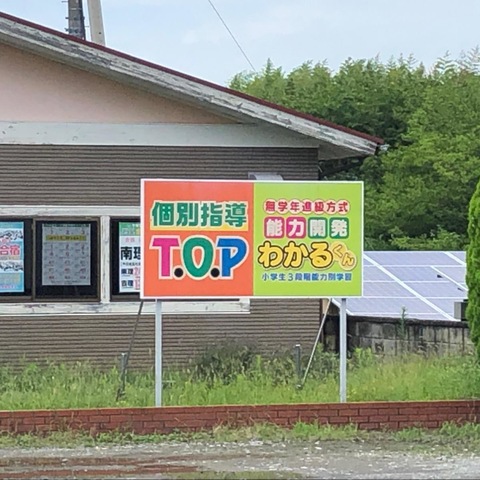 個別指導
T.O.P
無学年進級方式
能力開発
わかるくん
小学生3段階能力別学習